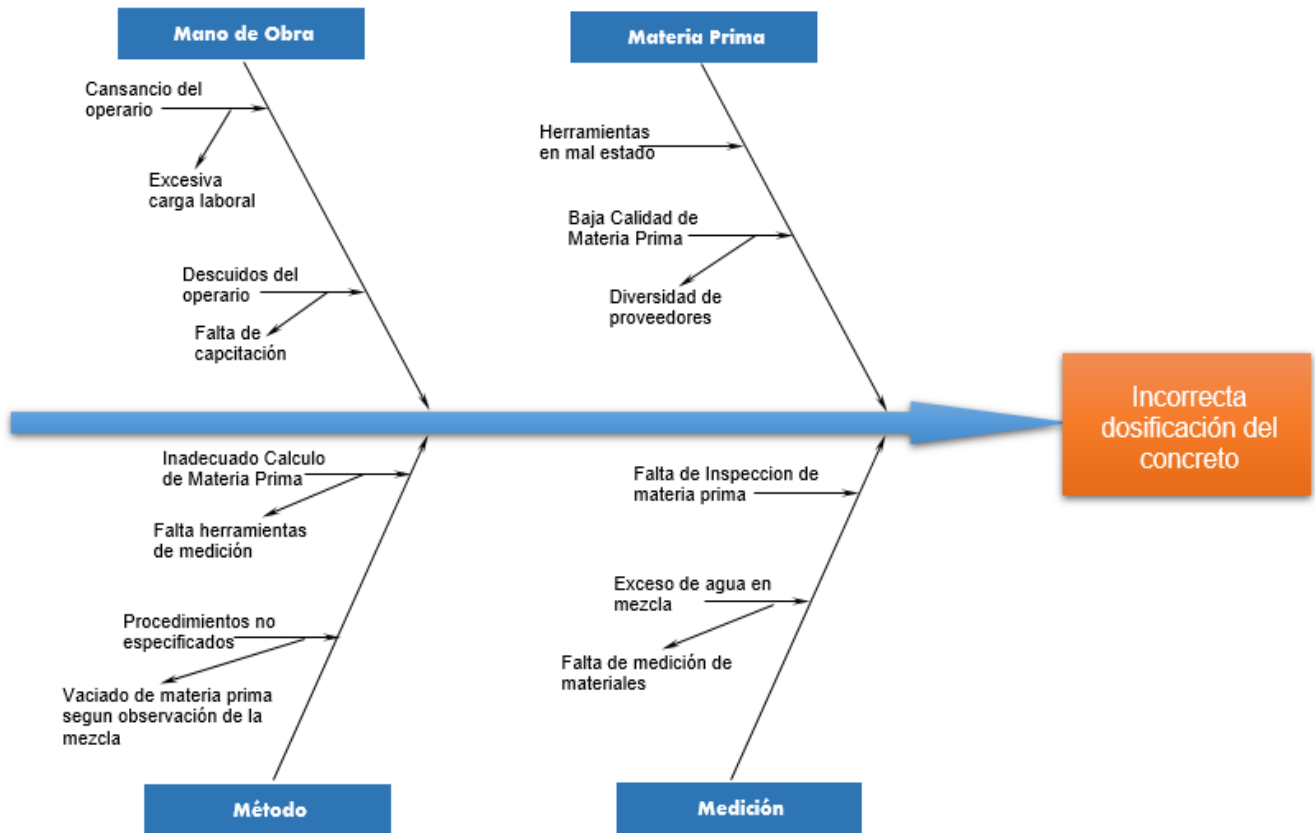 Mano de Obra
Materia Prima
Cansancio del
operario
Excesiva
carga laboral
Descuidos del
operario
Falta de
capcitación
Herramientas
en mal estado
Baja Calidad de
Materia Prima
Diversidad de
proveedores
Incorrecta
dosificación del
concreto
Inadecuado Calculo
de Materia Prima
Falta herramientas
de medición
Procedimientos no
especificados
Vaciado de materia prima
segun observación de la
mezcla
Falta de Inspeccion de
materia prima
Exceso de agua en
mezcla
Falta de medición de
materiales
Método
Medición